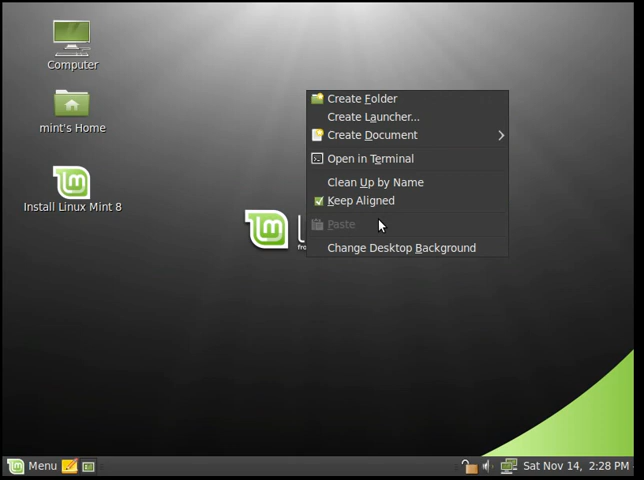 Computer
mint's Home
Install Linux Mint 8
Create Folder
Create Launcher...
Create Document
Open in Terminal
Clean Up by Name
Keep Aligned
Paste
Change Desktop Background
Menu
Sat Nov 14, 2:28 PM